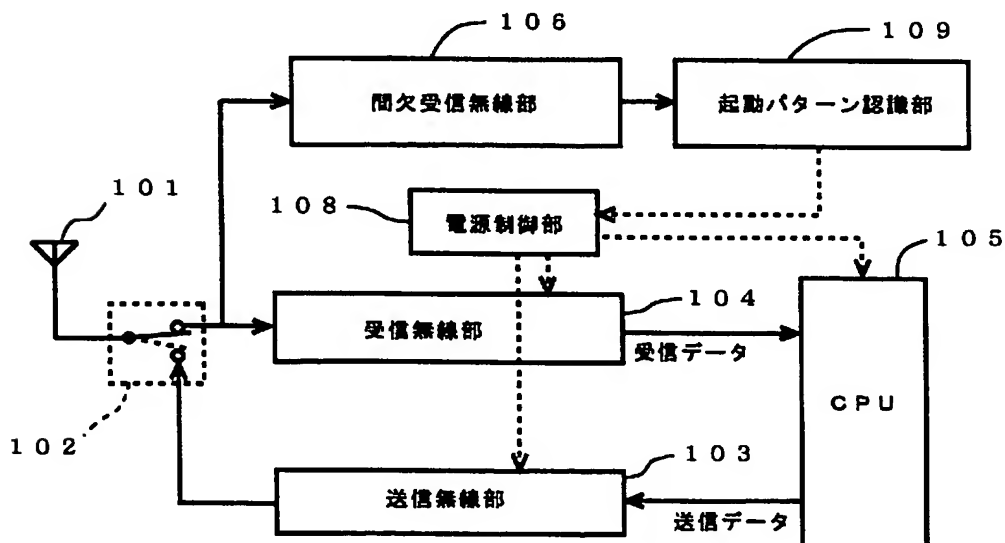 １０６
１０９
間欠受信無線部
起動パターン認識部
１０１
１０８
電源制御部
１０５
１０４
受信無線部
受信データ
CPU
１０２
１０３
送信無線部
送信データ